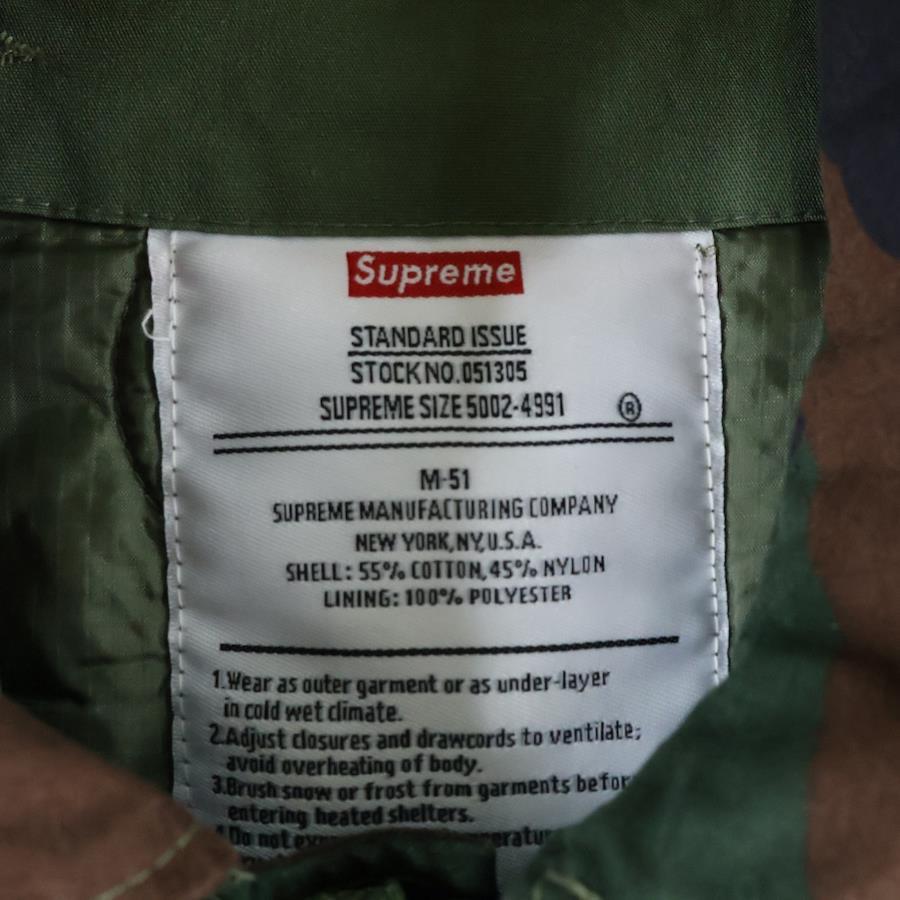 Supreme
STANDARD ISSUE
STOCK NO.051305
SUPREME SIZE 5002-4991 ®
M-51
SUPREME MANUFACTURING COMPANY
NEW YORK,NY,U.S.A.
SHELL: 55% COTTON,45% NYLON
LINING: 100% POLYESTER
1.Wear as outer garment or as under-layer
in cold wet climate.
2.Adjust closures and drawcords to ventilate;
avoid overheating of body.
3.Brush snow or frost from garments
entering heated shelters.
Do not